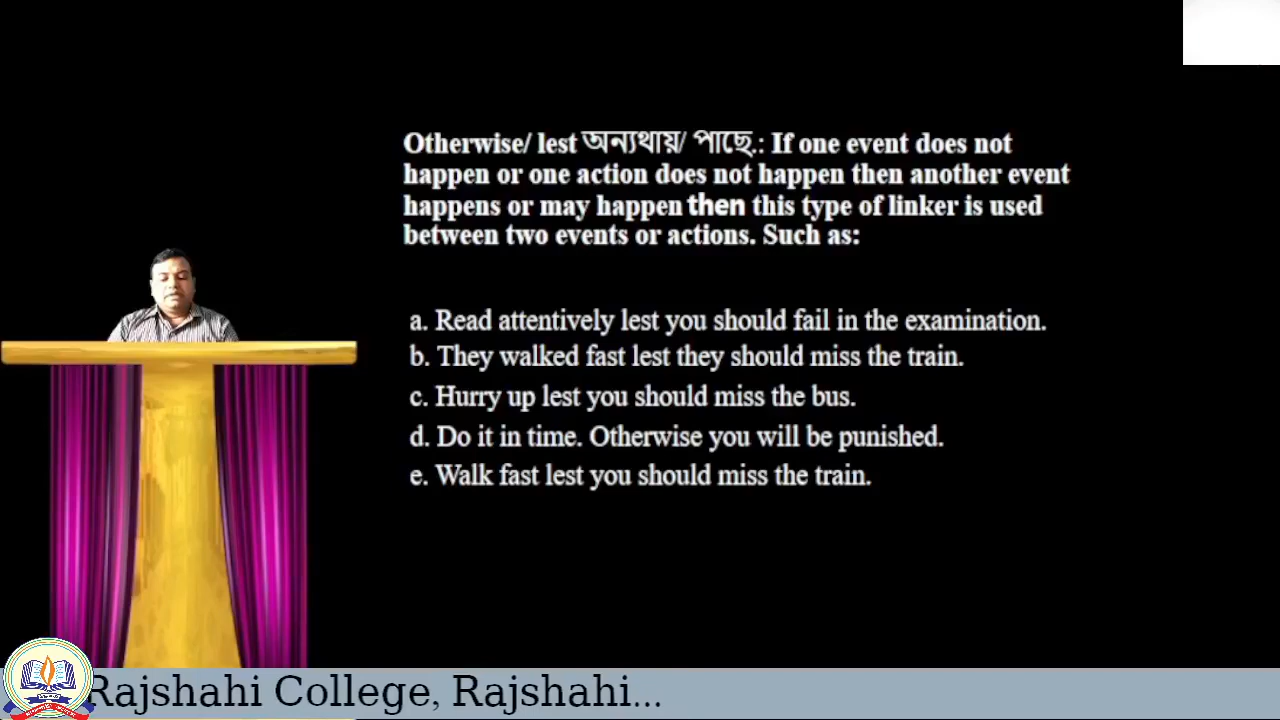 Otherwise/ lest অন্যথায়/ পাছে.: If one event does not
happen or one action does not happen then another event
happens or may happen then this type of linker is used
between two events or actions. Such as:
a. Read attentively lest you should fail in the examination.
b. They walked fast lest they should miss the train.
c. Hurry up lest you should miss the bus.
d. Do it in time. Otherwise you will be punished.
e. Walk fast lest you should miss the train.
Rajshahi College, Rajshahi...